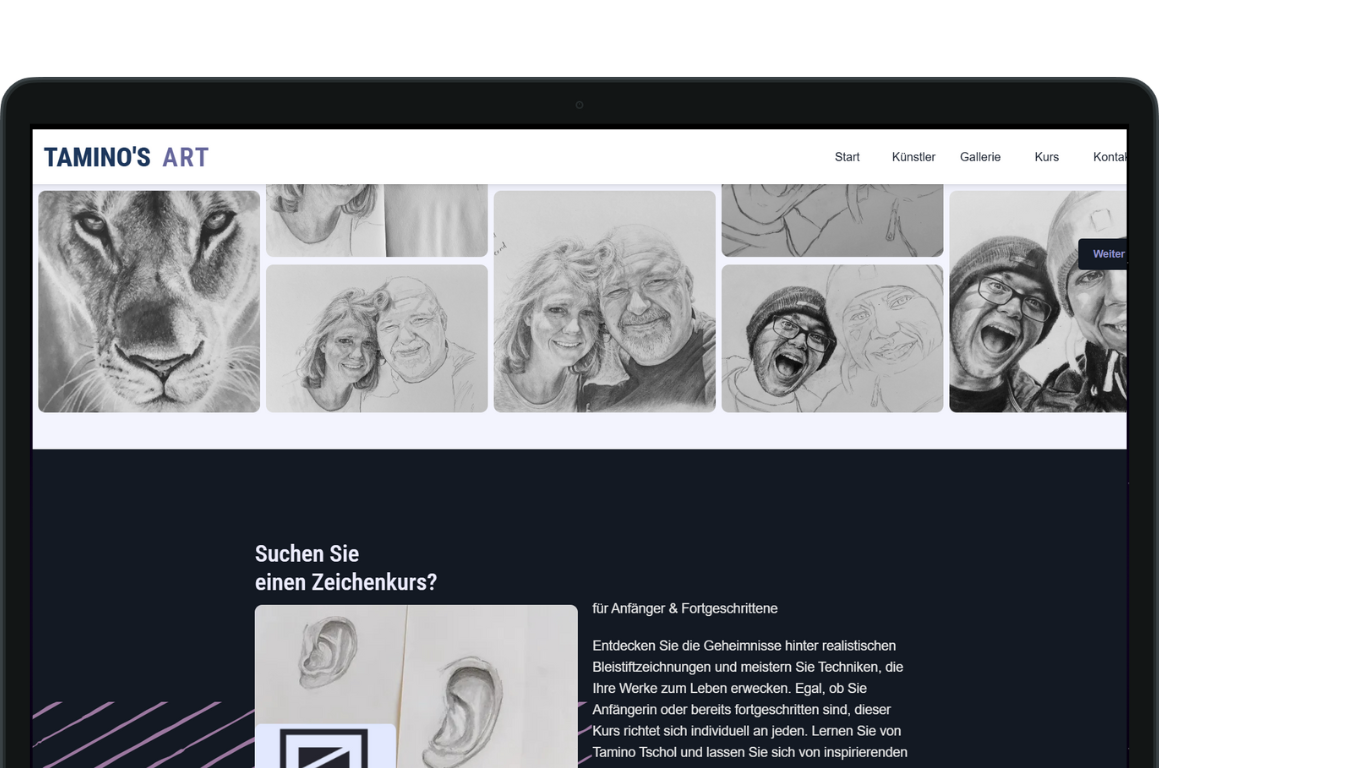 TAMINO'S ART
Start Künstler Gallerie Kurs Kontak
Weiter
Suchen Sie
einen Zeichenkurs?
für Anfänger & Fortgeschrittene
Entdecken Sie die Geheimnisse hinter realistischen
Bleistiftzeichnungen und meistern Sie Techniken, die
Ihre Werke zum Leben erwecken. Egal, ob Sie
Anfängerin oder bereits fortgeschritten sind, dieser
Kurs richtet sich individuell an jeden. Lernen Sie von
Tamino Tschol und lassen Sie sich von inspirierenden